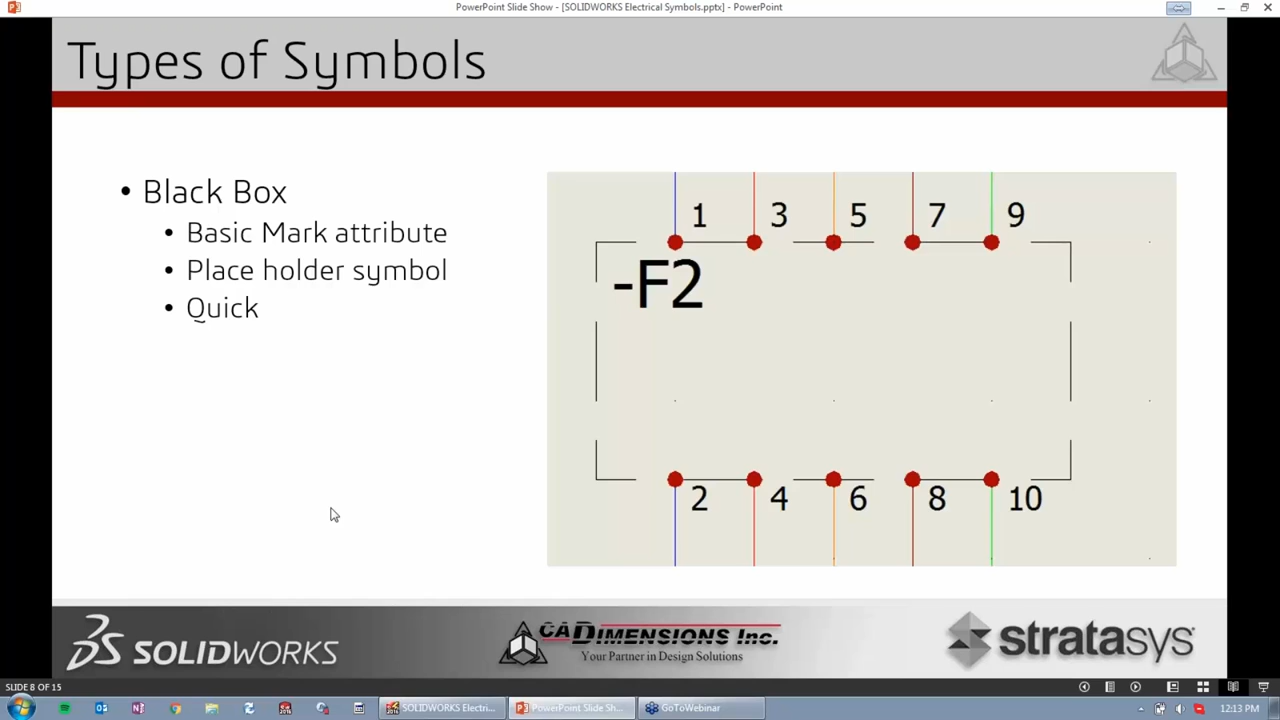 PowerPoint Slide Show - [SOLIDWORKS Electrical Symbols.pptx] - PowerPoint
Types of Symbols
• Black Box
• Basic Mark attribute
• Place holder symbol
• Quick
1 3 5 7 9
-F2
2 4 6 8 10
SOLIDWORKS
CADIMENSIONS Inc.
Your Partner in Design Solutions
stratasys
SLIDE 8 OF 15
SOLIDWORKS Electri...
PowerPoint Slide Sh...
GoToWebinar
12:13 PM